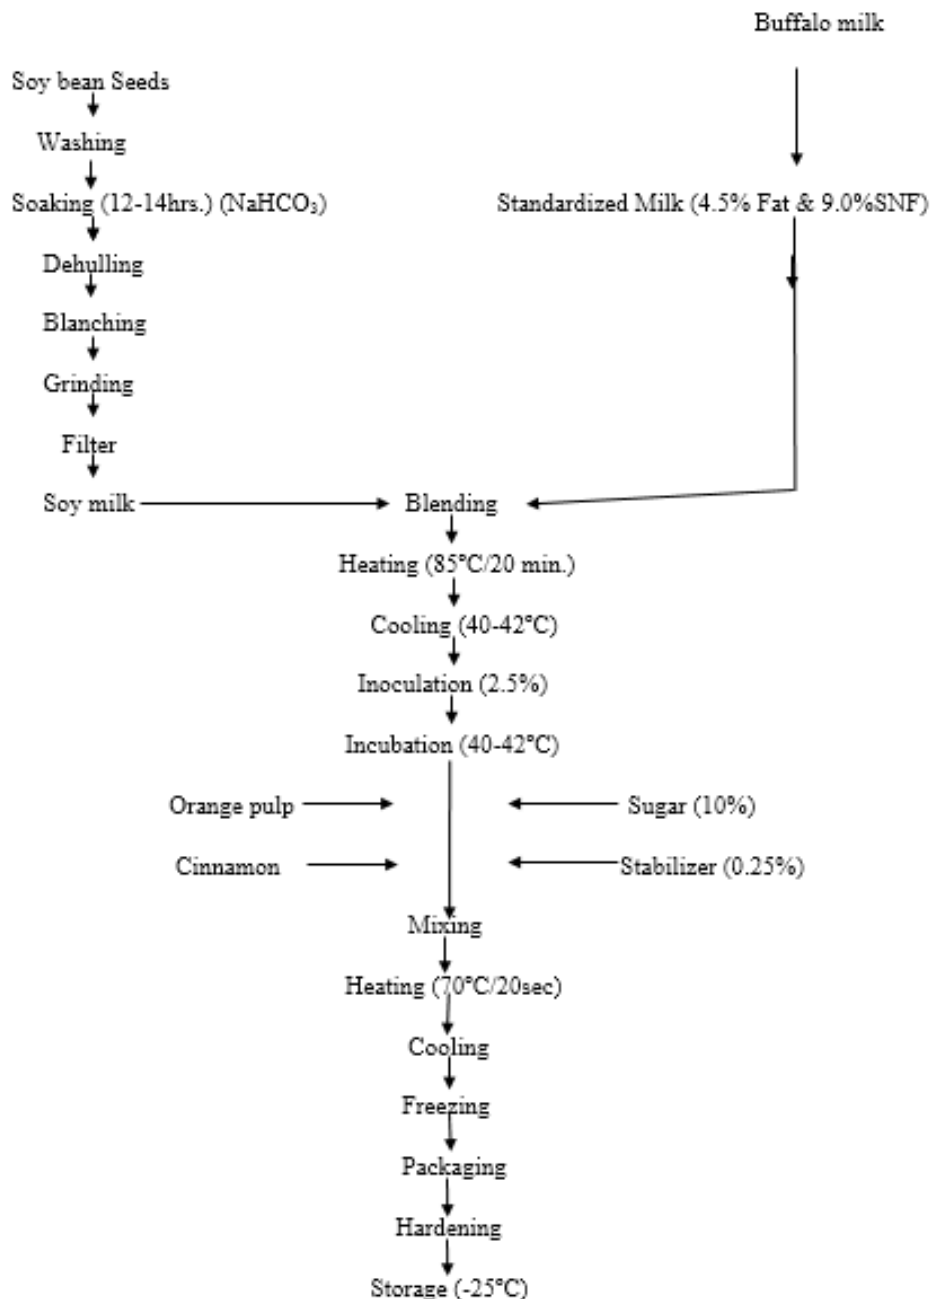 Buffalo milk
Soy bean Seeds
Washing
Soaking (12-14hrs.) (NaHCO₃)
Standardized Milk (4.5% Fat & 9.0%SNF)
Dehulling
Blanching
Grinding
Filter
Soy milk
Blending
Heating (85°C/20 min.)
Cooling (40-42°C)
Inoculation (2.5%)
Incubation (40-42°C)
Orange pulp
Sugar (10%)
Cinnamon
Stabilizer (0.25%)
Mixing
Heating (70°C/20sec)
Cooling
Freezing
Packaging
Hardening
Storage (-25°C)